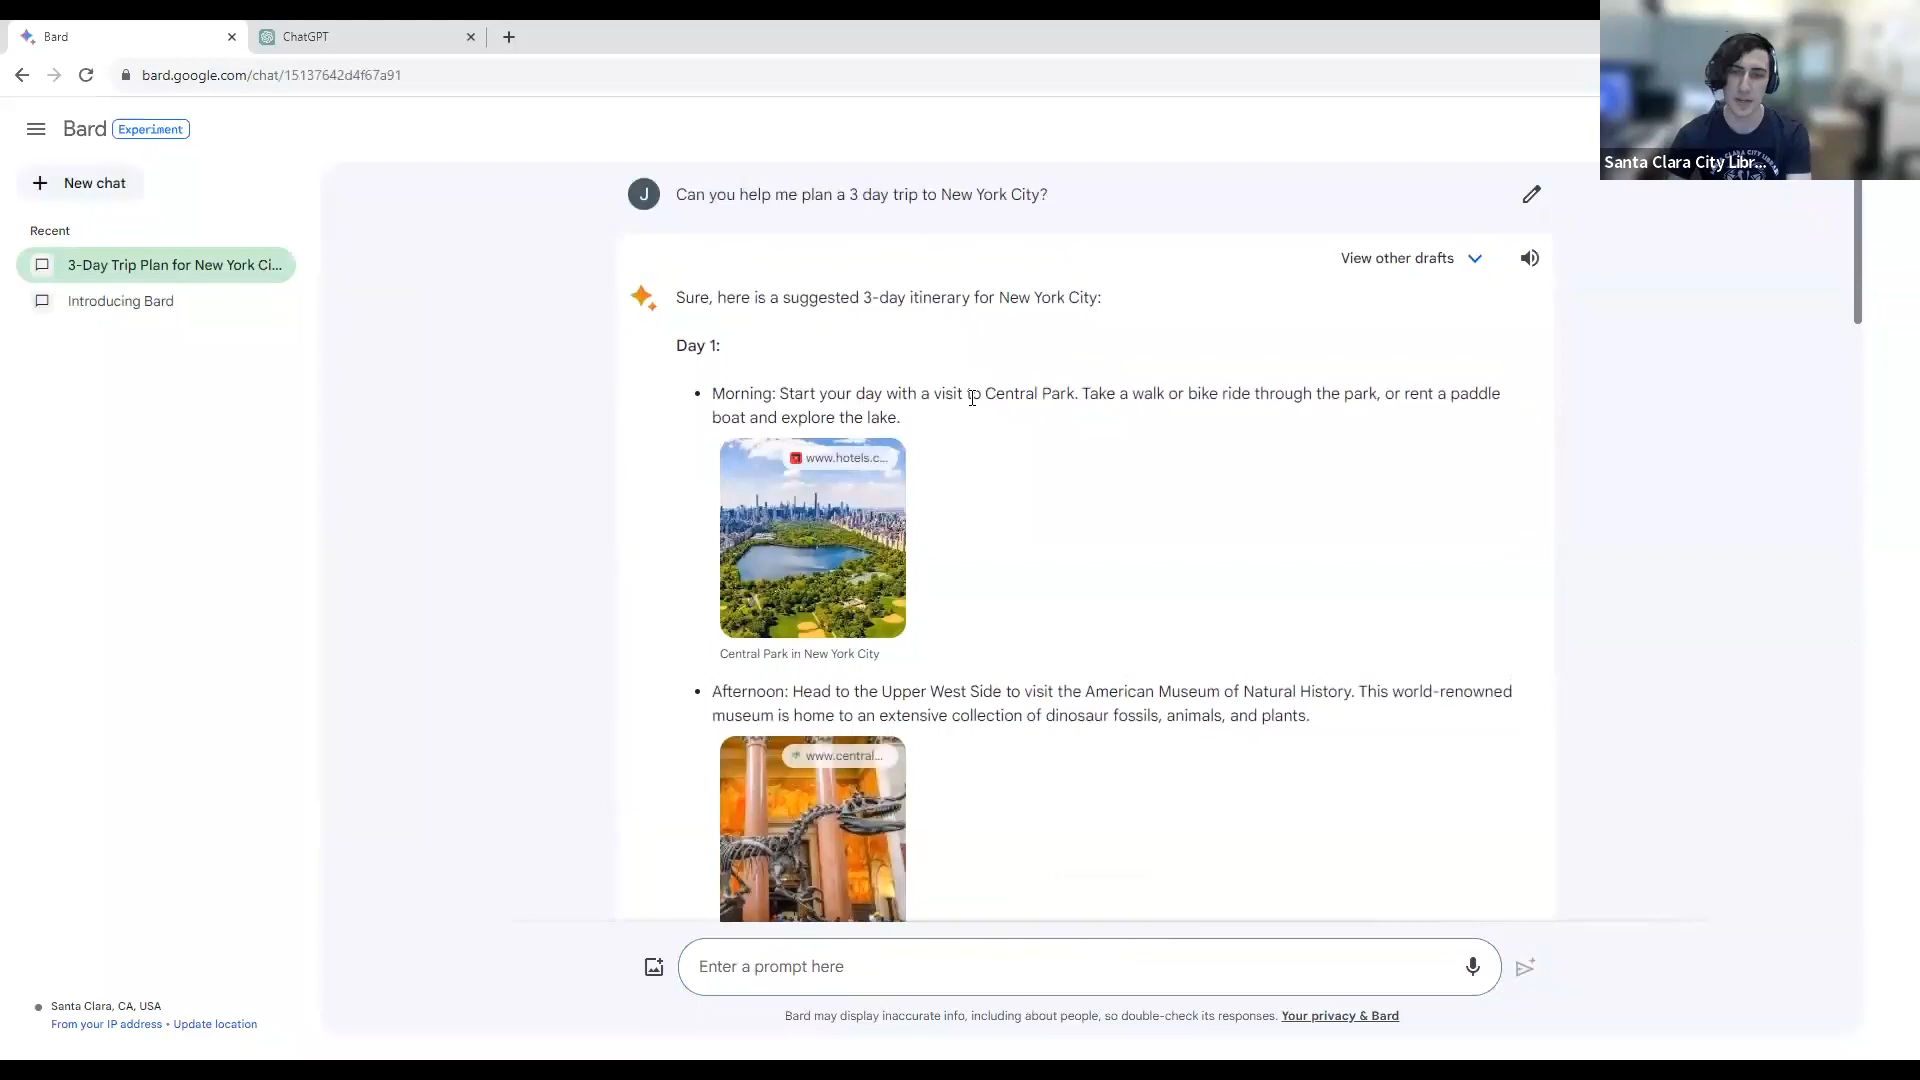 Bard
ChatGPT
bard.google.com/chat/15137642d4f67a91
Bard Experiment
New chat
Recent
3-Day Trip Plan for New York Ci...
Introducing Bard
Santa Clara, CA, USA
From your IP address • Update location
J Can you help me plan a 3 day trip to New York City?
View other drafts
Sure, here is a suggested 3-day itinerary for New York City:
Day 1:
• Morning: Start your day with a visit to Central Park. Take a walk or bike ride through the park, or rent a paddle
boat and explore the lake.
www.hotels.c...
Central Park in New York City
• Afternoon: Head to the Upper West Side to visit the American Museum of Natural History. This world-renowned
museum is home to an extensive collection of dinosaur fossils, animals, and plants.
www.central...
Enter a prompt here
Bard may display inaccurate info, including about people, so double-check its responses. Your privacy & Bard
Santa Clara City Libr...